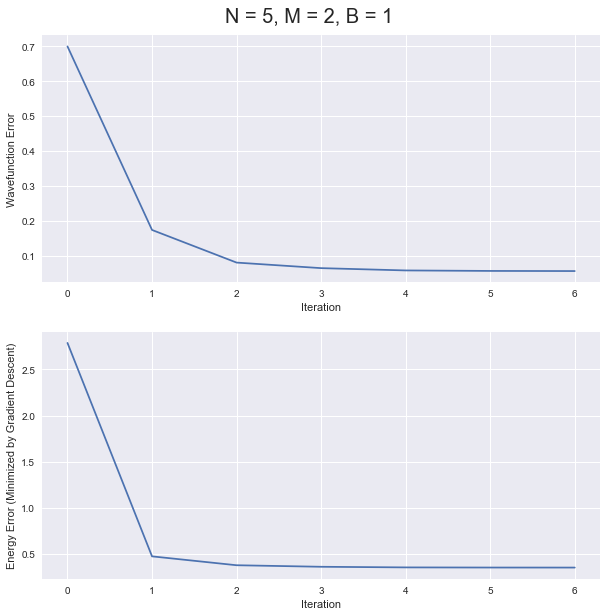 N = 5, M = 2, B = 1
0.7
0.6
0.5
0.4
0.3
0.2
0.1
Wavefunction Error
0 1 2 3 4 5 6
Iteration
2.5
2.0
1.5
1.0
0.5
Energy Error (Minimized by Gradient Descent)
0 1 2 3 4 5 6
Iteration